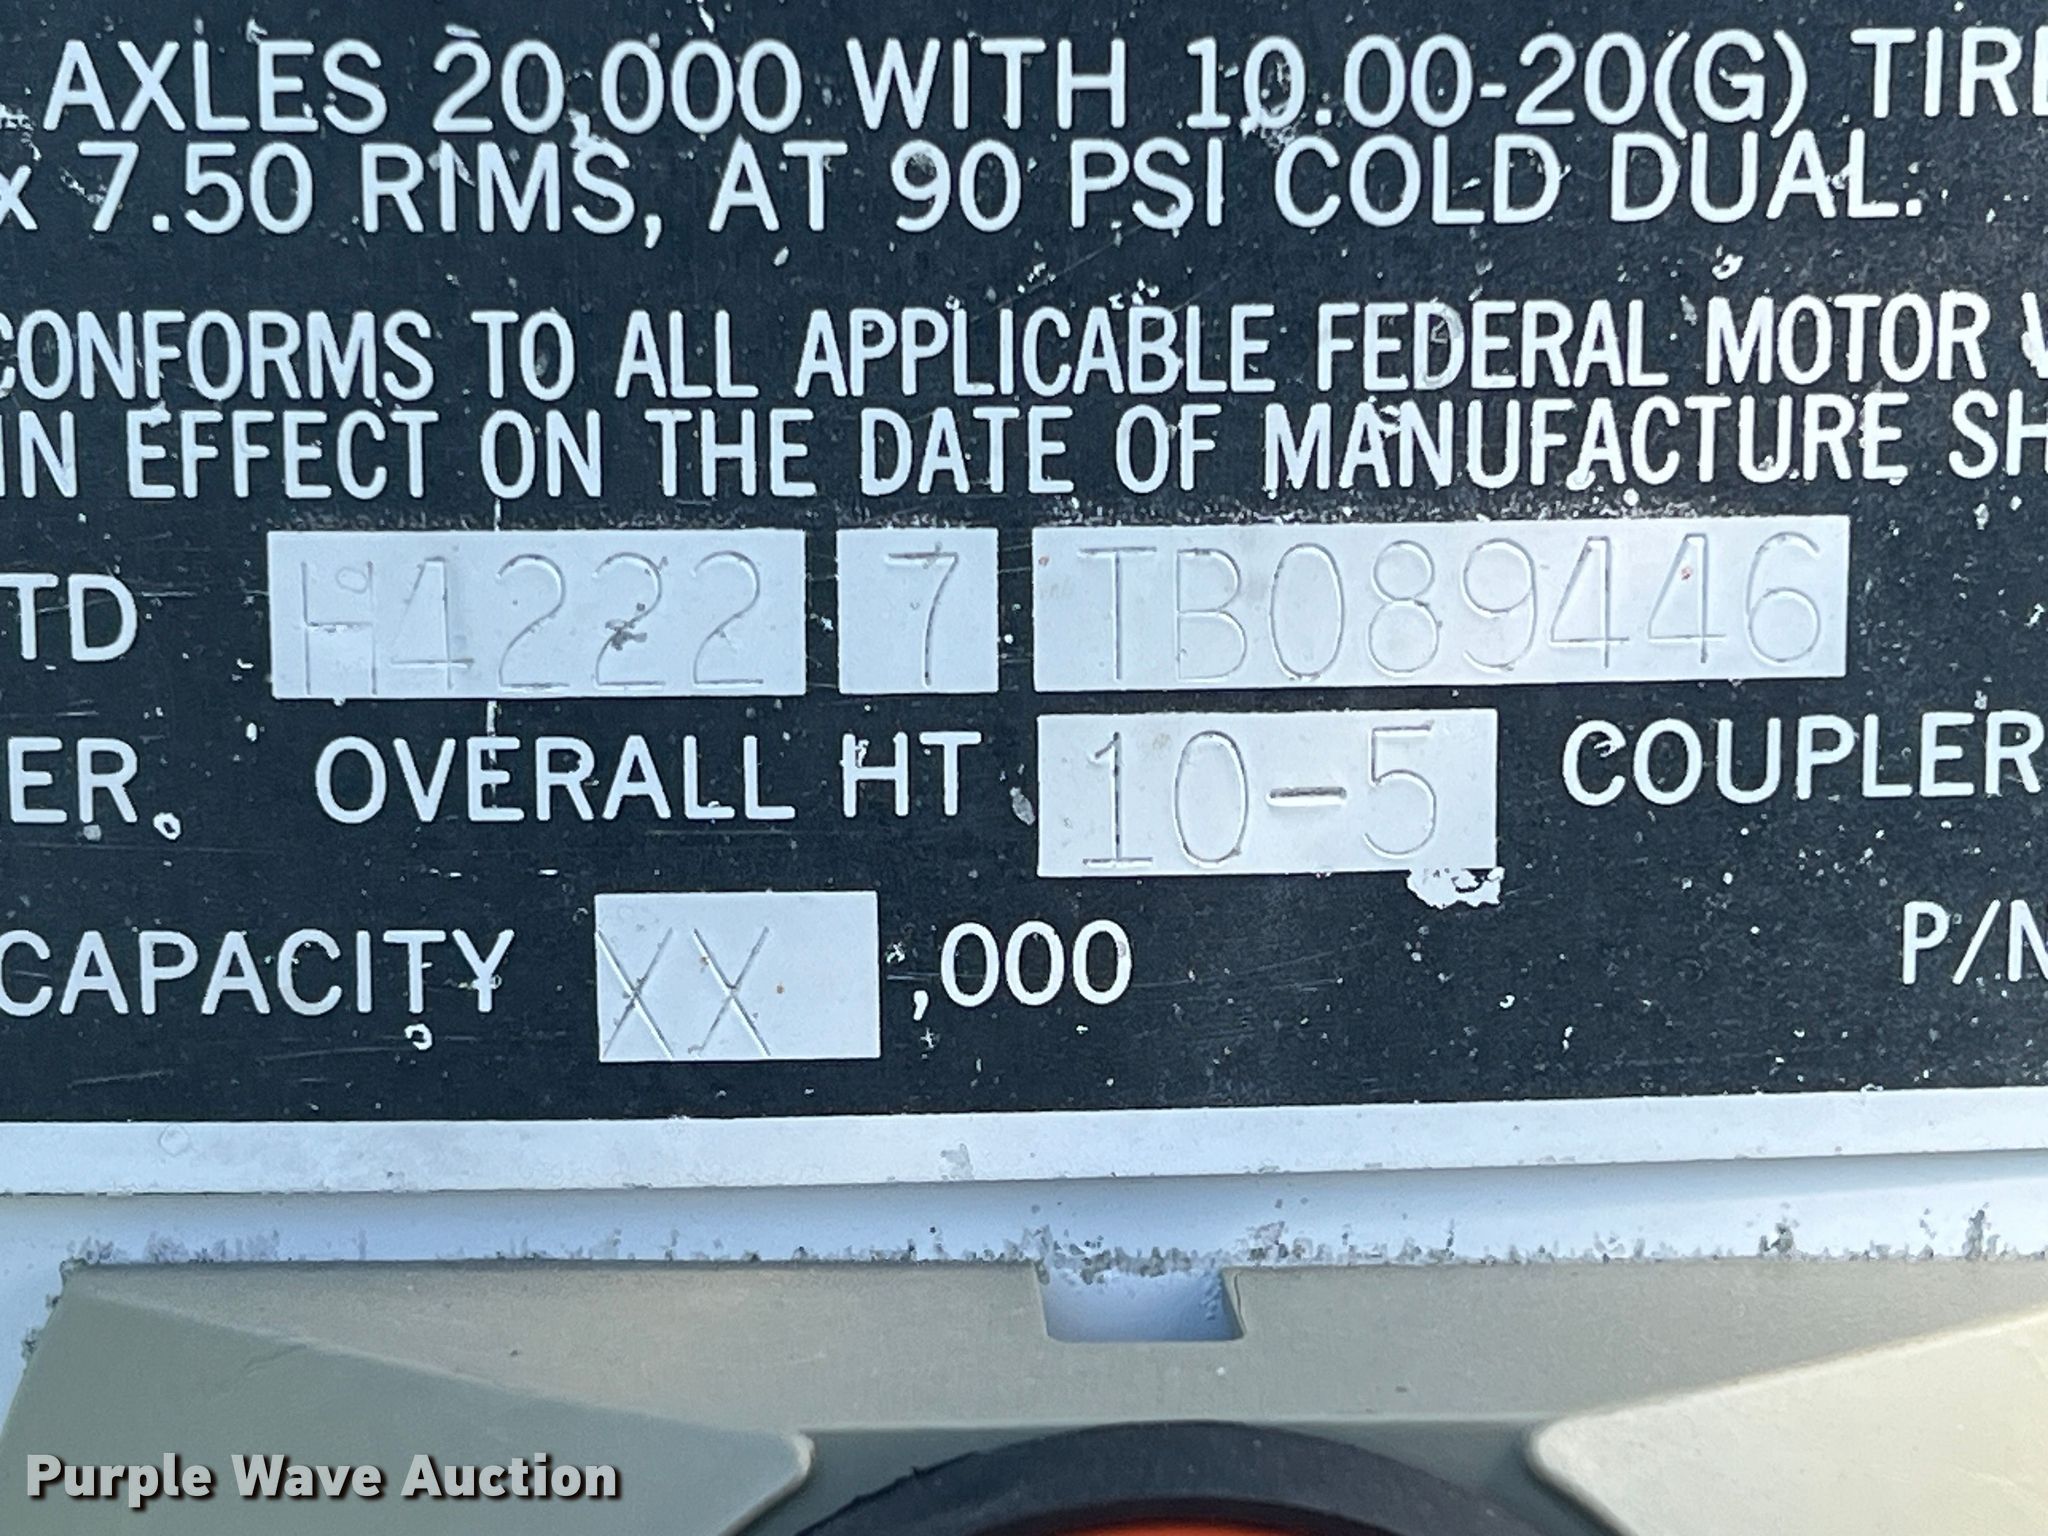 AXLES 20,000 WITH 10.00-20(G) TIRE
x 7.50 RIMS, AT 90 PSI COLD DUAL.
CONFORMS TO ALL APPLICABLE FEDERAL MOTOR V
IN EFFECT ON THE DATE OF MANUFACTURE SH
TD H4222 7 TB089446
ER. OVERALL HT 10-5 COUPLER
CAPACITY XX ,000 P/N
Purple Wave Auction